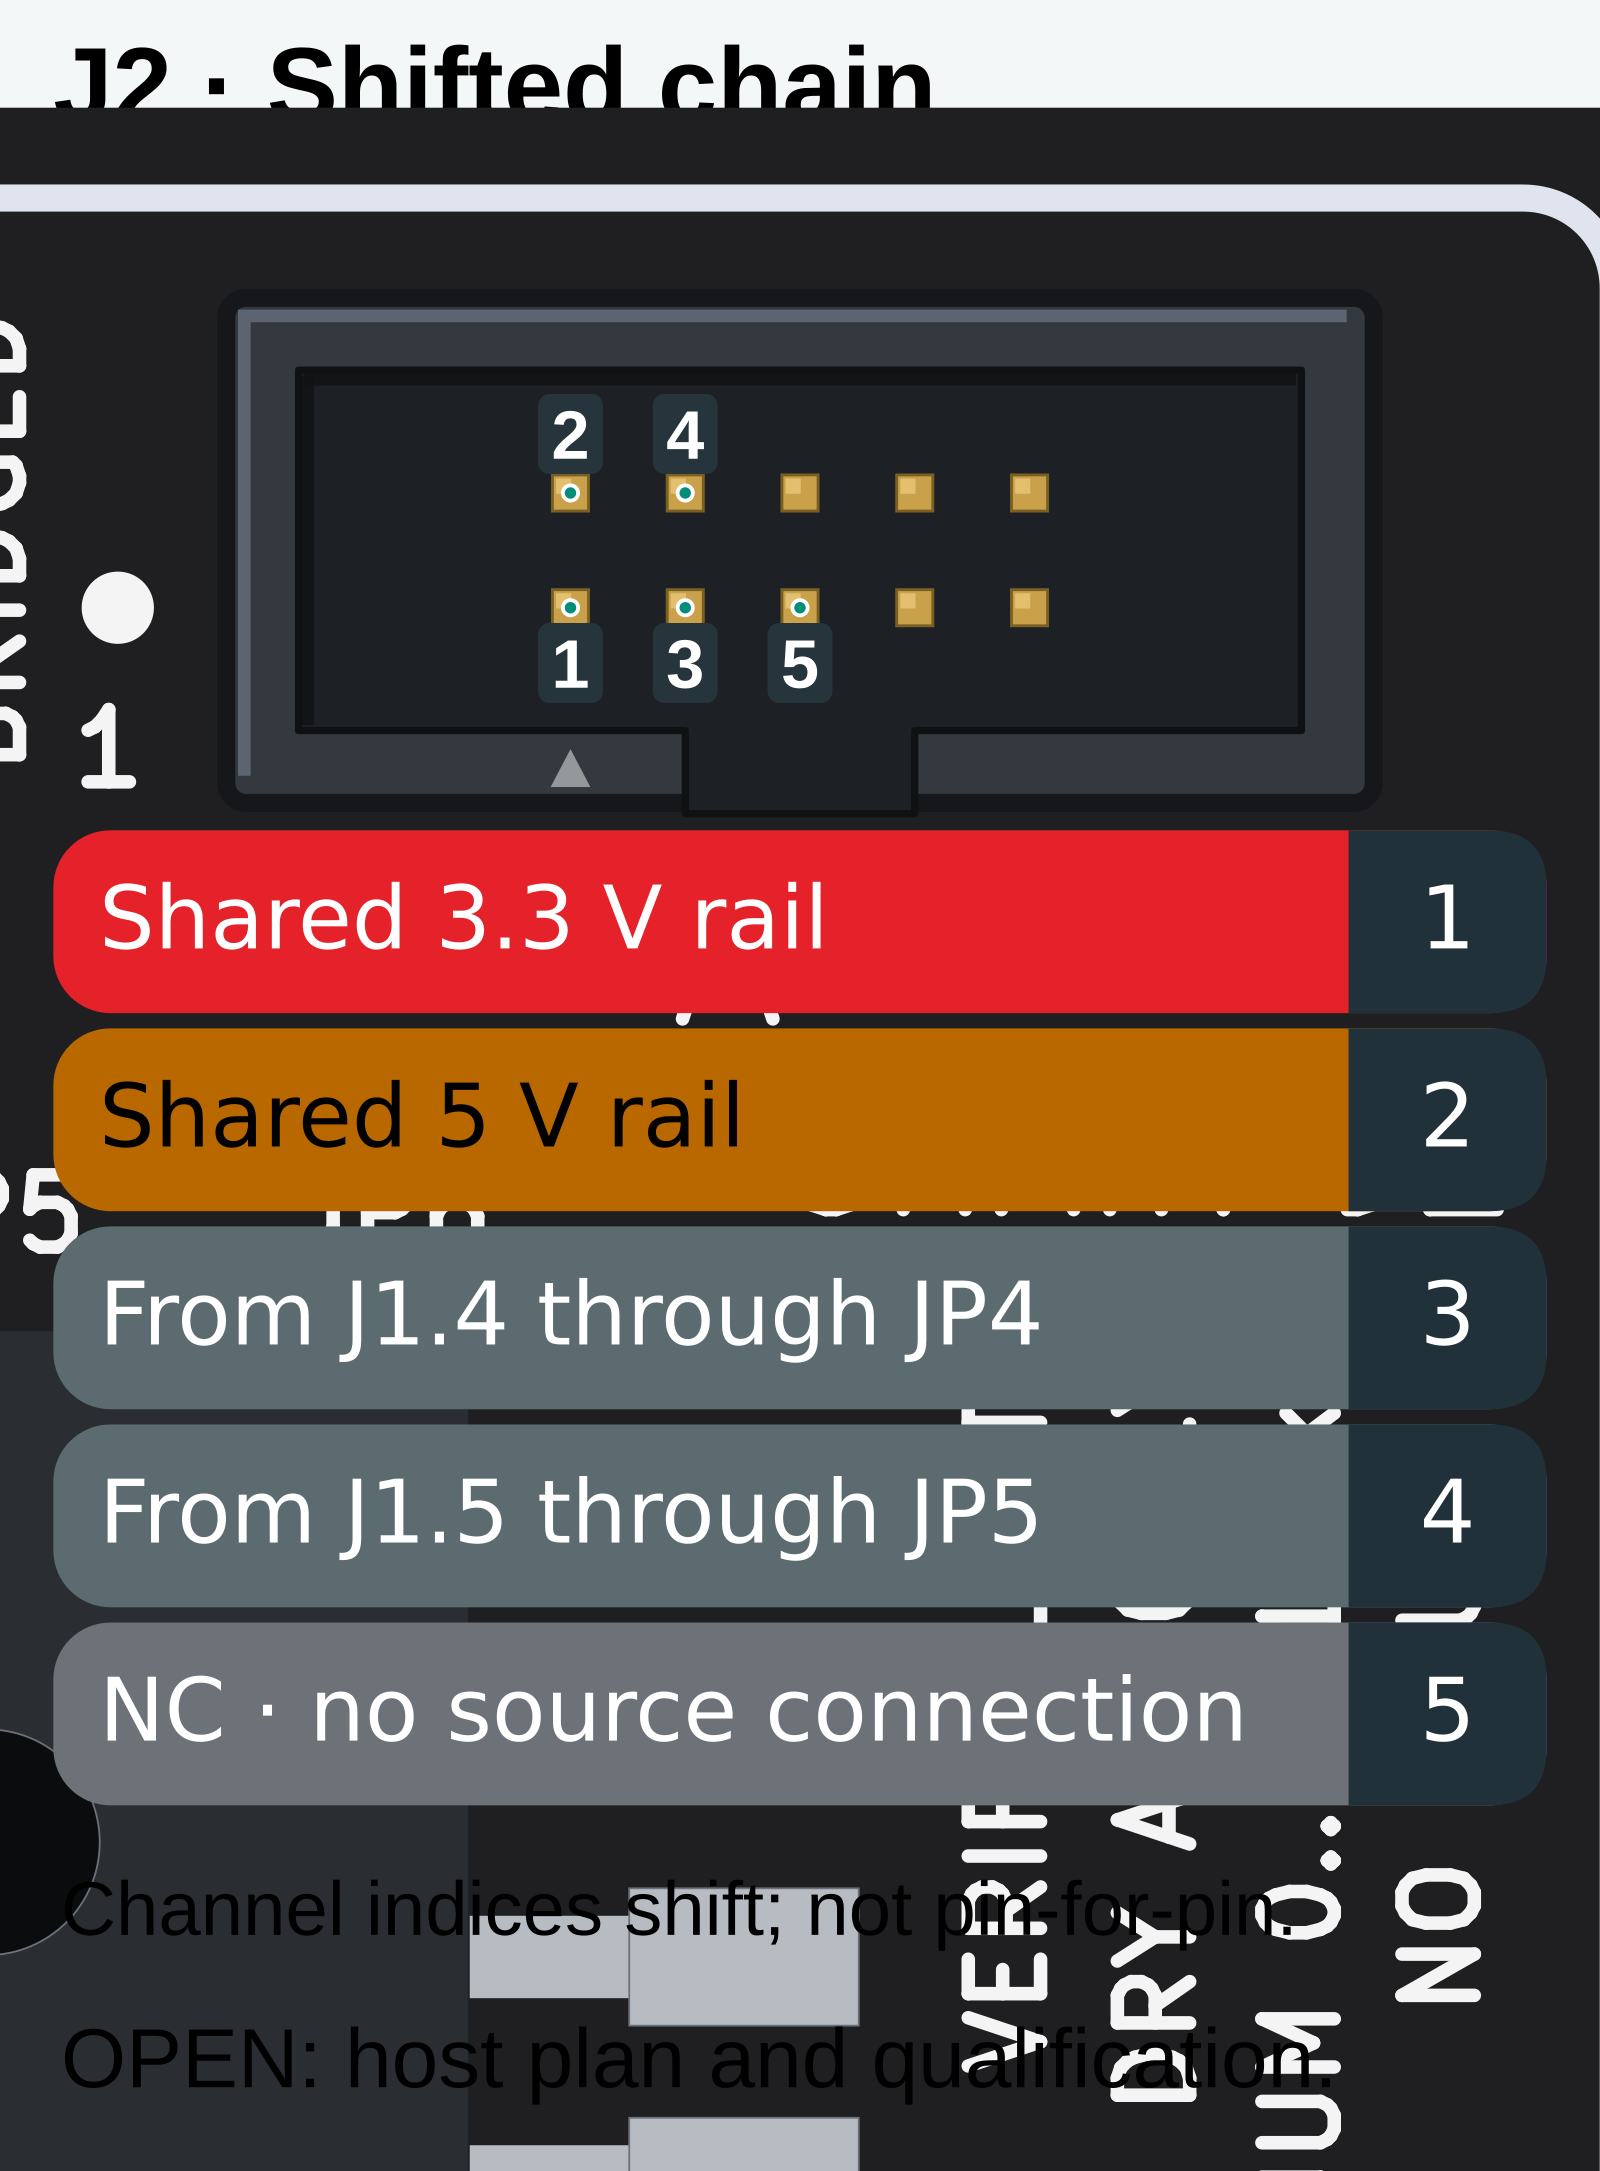 J2 · Shifted chain
2 4
1 3 5
1
Shared 3.3 V rail 1
Shared 5 V rail 2
From J1.4 through JP4 3
From J1.5 through JP5 4
NC · no source connection 5
Channel indices shift; not pin-for-pin.
OPEN: host plan and qualification.
DRY A
NO